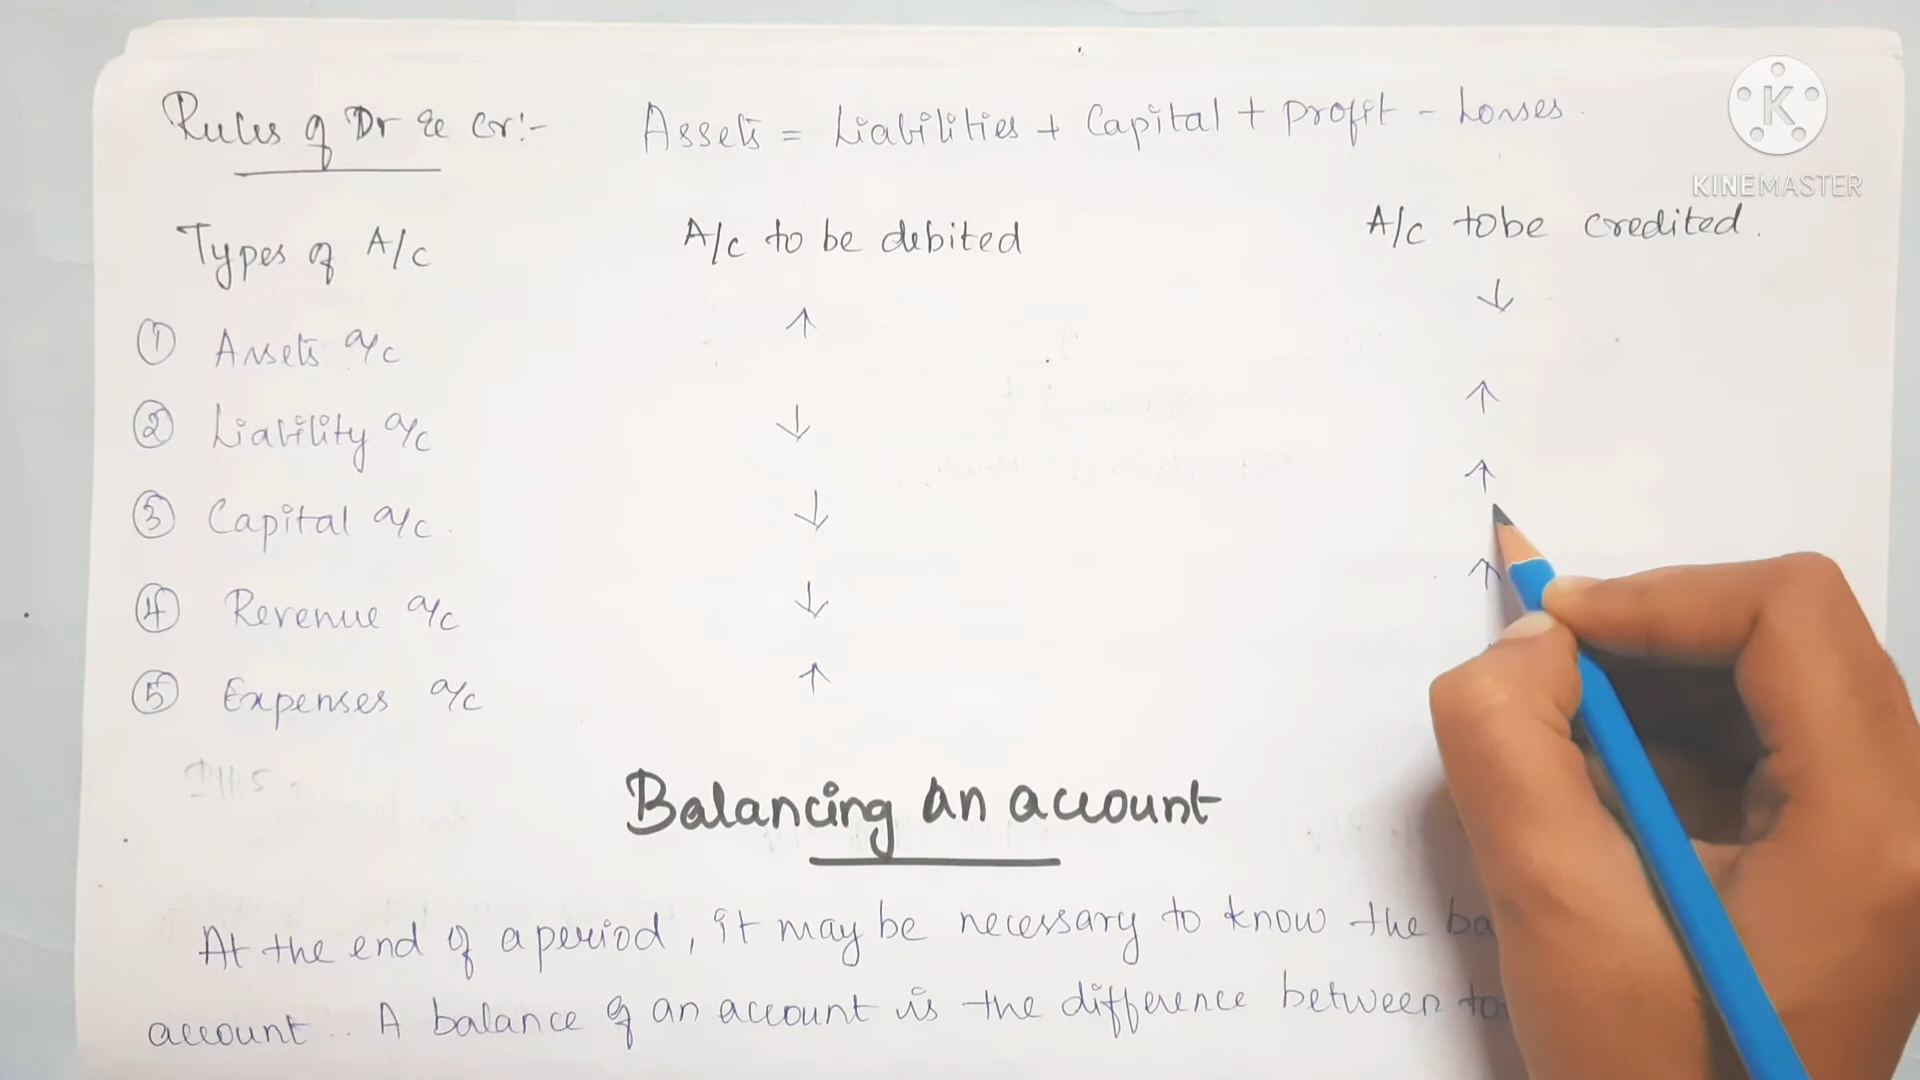 Rules of Dr & Cr:- Assets = Liabilities + Capital + Profit - Losses.
KINEMASTER
Types of A/c A/c to be debited A/c to be credited.
① Assets a/c ↑ ↓
② Liability a/c ↓ ↑
③ Capital a/c. ↓ ↑
④ Revenue a/c ↓ ↑
⑤ Expenses a/c ↑
Balancing an account
At the end of a period, it may be necessary to know the
account.. A balance of an account is the difference between